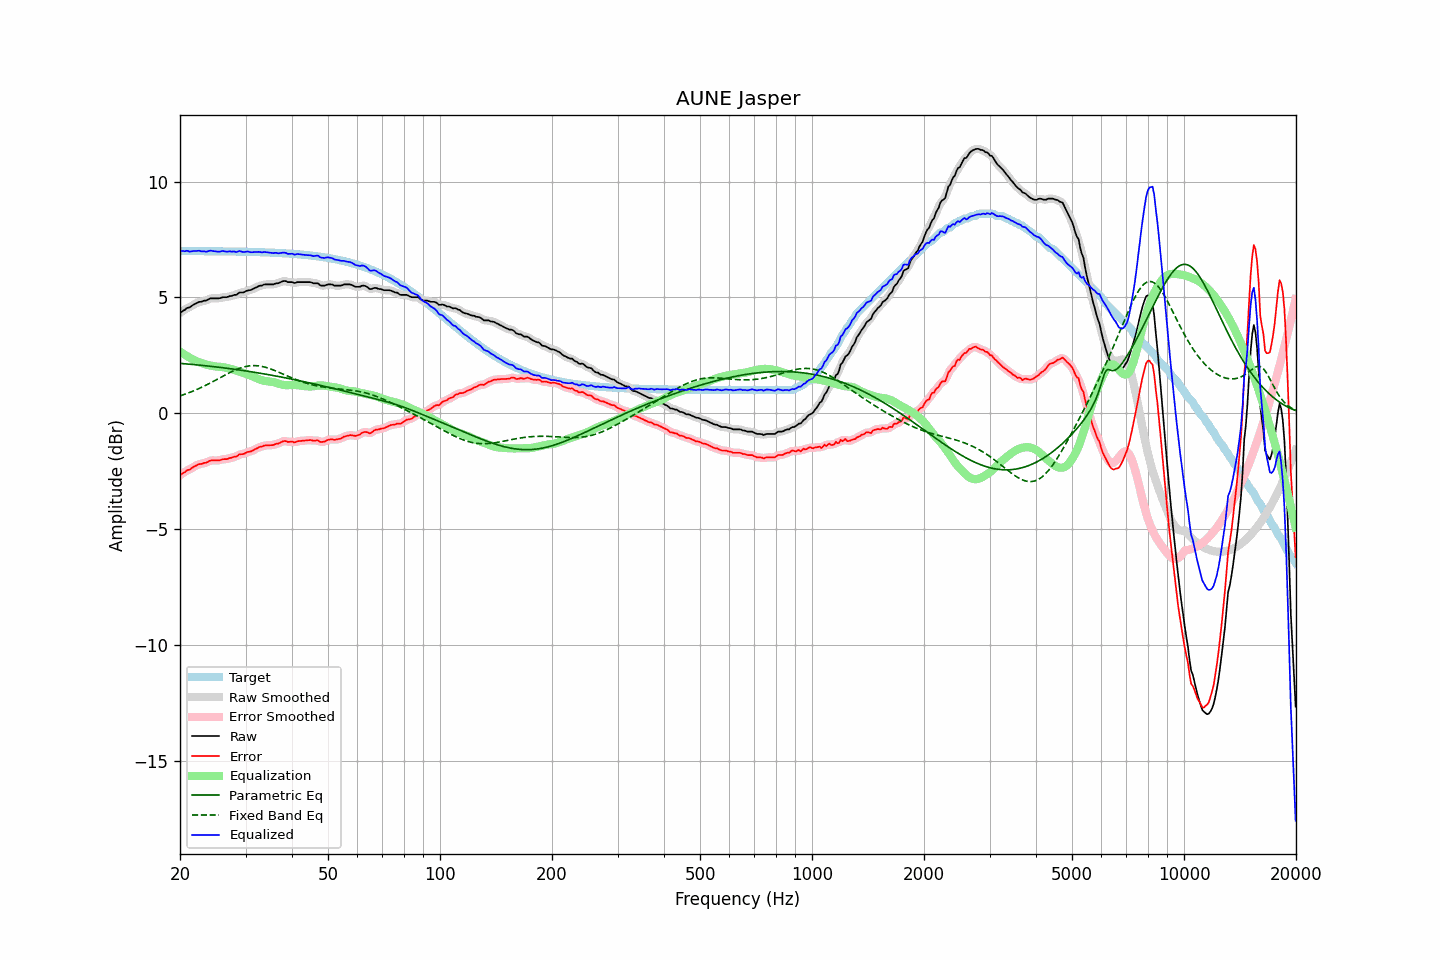 AUNE Jasper
Amplitude (dBr)
10
5
0
−5
−10
−15
Target
Raw Smoothed
Error Smoothed
Raw
Error
Equalization
Parametric Eq
Fixed Band Eq
Equalized
20 50 100 200 500 1000 2000 5000 10000 20000
Frequency (Hz)